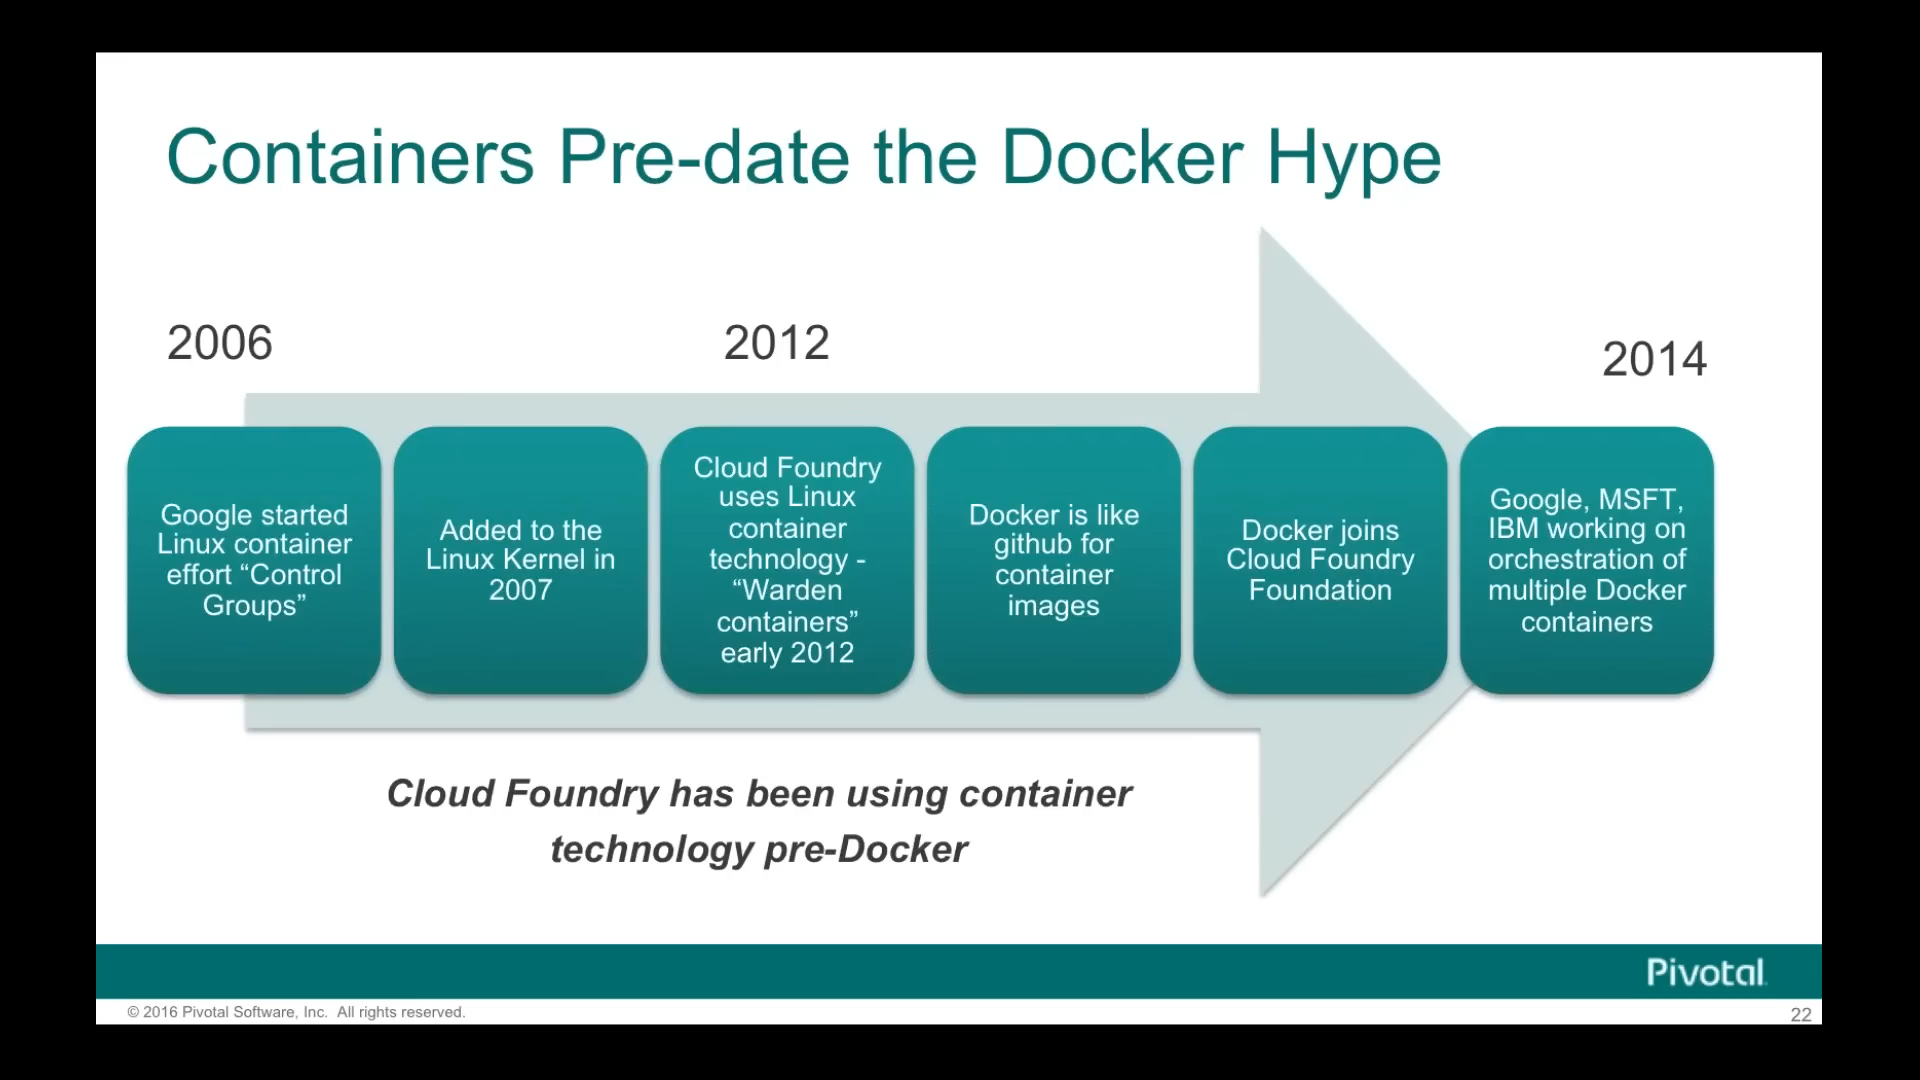 Containers Pre-date the Docker Hype
2006
2012
2014
Google started
Linux container
effort “Control
Groups”
Added to the
Linux Kernel in
2007
Cloud Foundry
uses Linux
container
technology -
“Warden
containers”
early 2012
Docker is like
github for
container
images
Docker joins
Cloud Foundry
Foundation
Google, MSFT,
IBM working on
orchestration of
multiple Docker
containers
Cloud Foundry has been using container
technology pre-Docker
Pivotal
© 2016 Pivotal Software, Inc. All rights reserved.
22